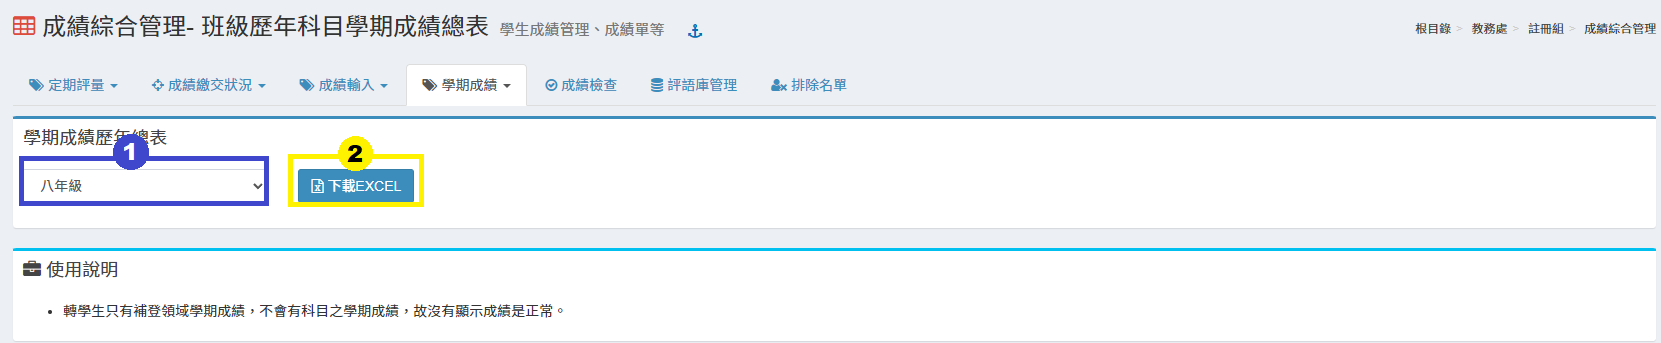 成績綜合管理- 班級歷年科目學期成績總表 學生成績管理、成績單等
根目錄 > 教務處 > 註冊組 > 成績綜合管理
定期評量 成績繳交狀況 成績輸入 學期成績 成績檢查 評語庫管理 排除名單
學期成績歷年總表
1 2
八年級 下載EXCEL
使用說明
• 轉學生只有補登領域學期成績，不會有科目之學期成績，故沒有顯示成績是正常。